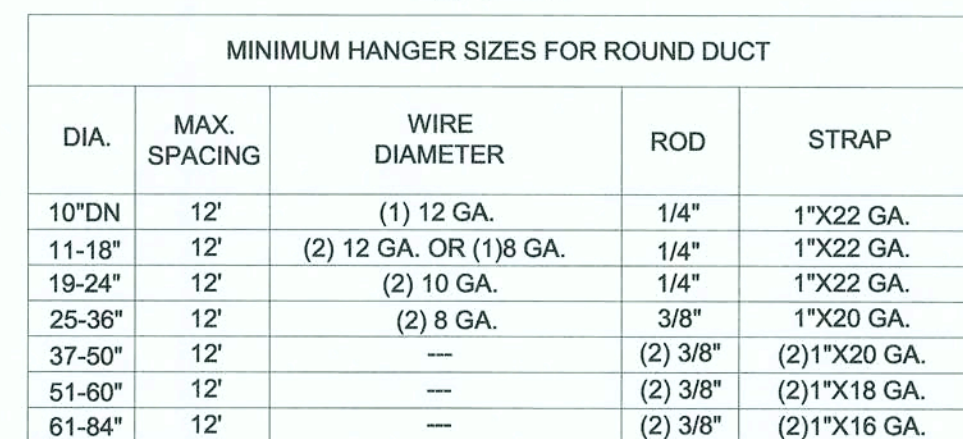 MINIMUM HANGER SIZES FOR ROUND DUCT
DIA. MAX. SPACING WIRE DIAMETER ROD STRAP
10"DN 12' (1) 12 GA. 1/4" 1"X22 GA.
11-18" 12' (2) 12 GA. OR (1)8 GA. 1/4" 1"X22 GA.
19-24" 12' (2) 10 GA. 1/4" 1"X22 GA.
25-36" 12' (2) 8 GA. 3/8" 1"X20 GA.
37-50" 12' --- (2) 3/8" (2)1"X20 GA.
51-60" 12' --- (2) 3/8" (2)1"X18 GA.
61-84" 12' --- (2) 3/8" (2)1"X16 GA.